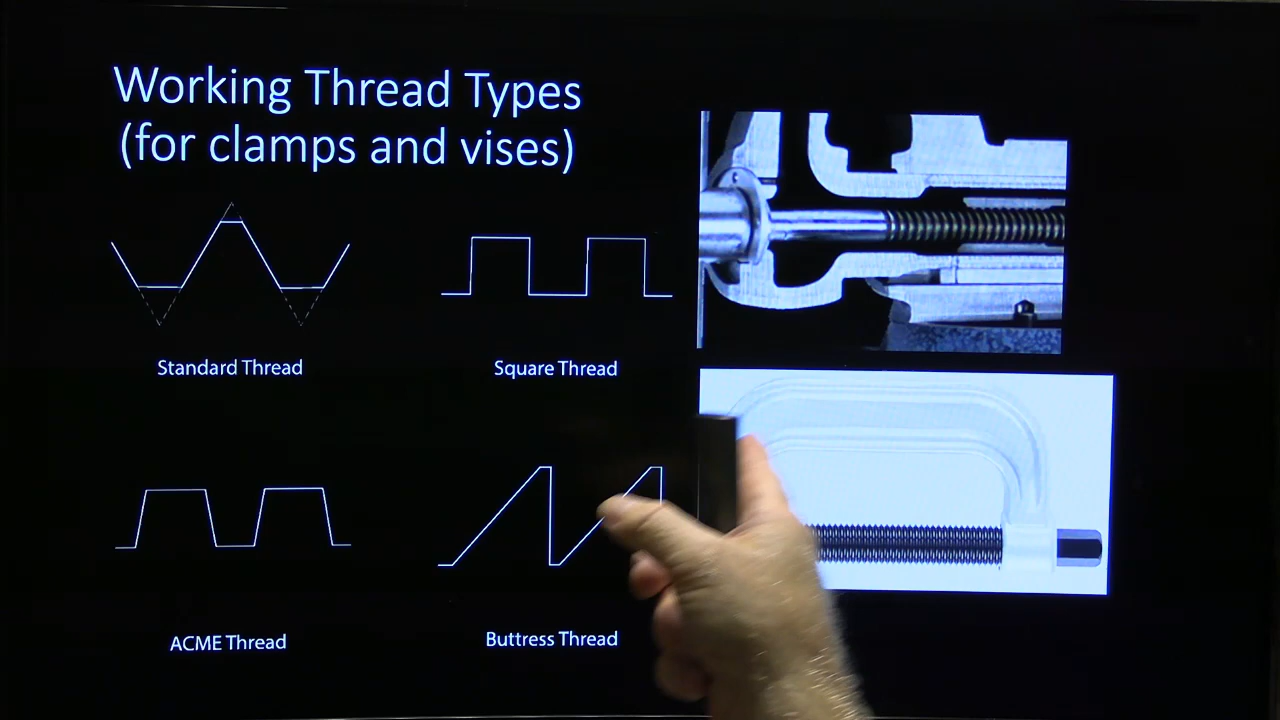 Working Thread Types
(for clamps and vises)
Standard Thread
Square Thread
ACME Thread
Buttress Thread